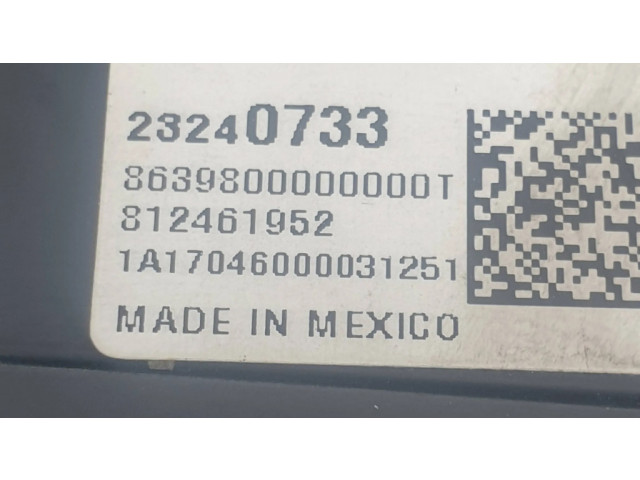 23240733
8639800000000T
812461952
1A17046000031251
MADE IN MEXICO